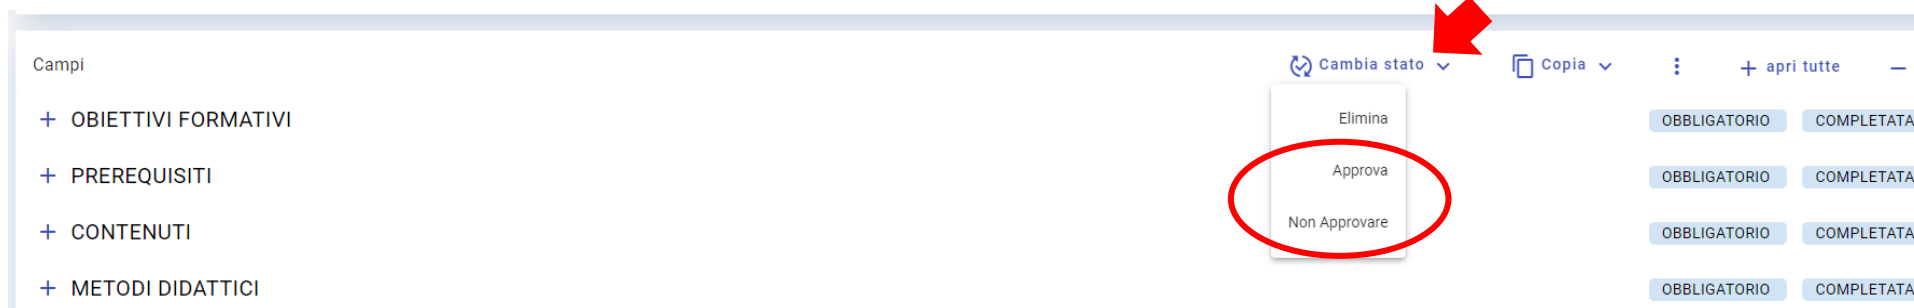 Campi
Cambia stato
Copia
+ apri tutte
Elimina
+ OBIETTIVI FORMATIVI
OBBLIGATORIO COMPLETATA
Approva
+ PREREQUISITI
OBBLIGATORIO COMPLETATA
Non Approvare
+ CONTENUTI
OBBLIGATORIO COMPLETATA
+ METODI DIDATTICI
OBBLIGATORIO COMPLETATA